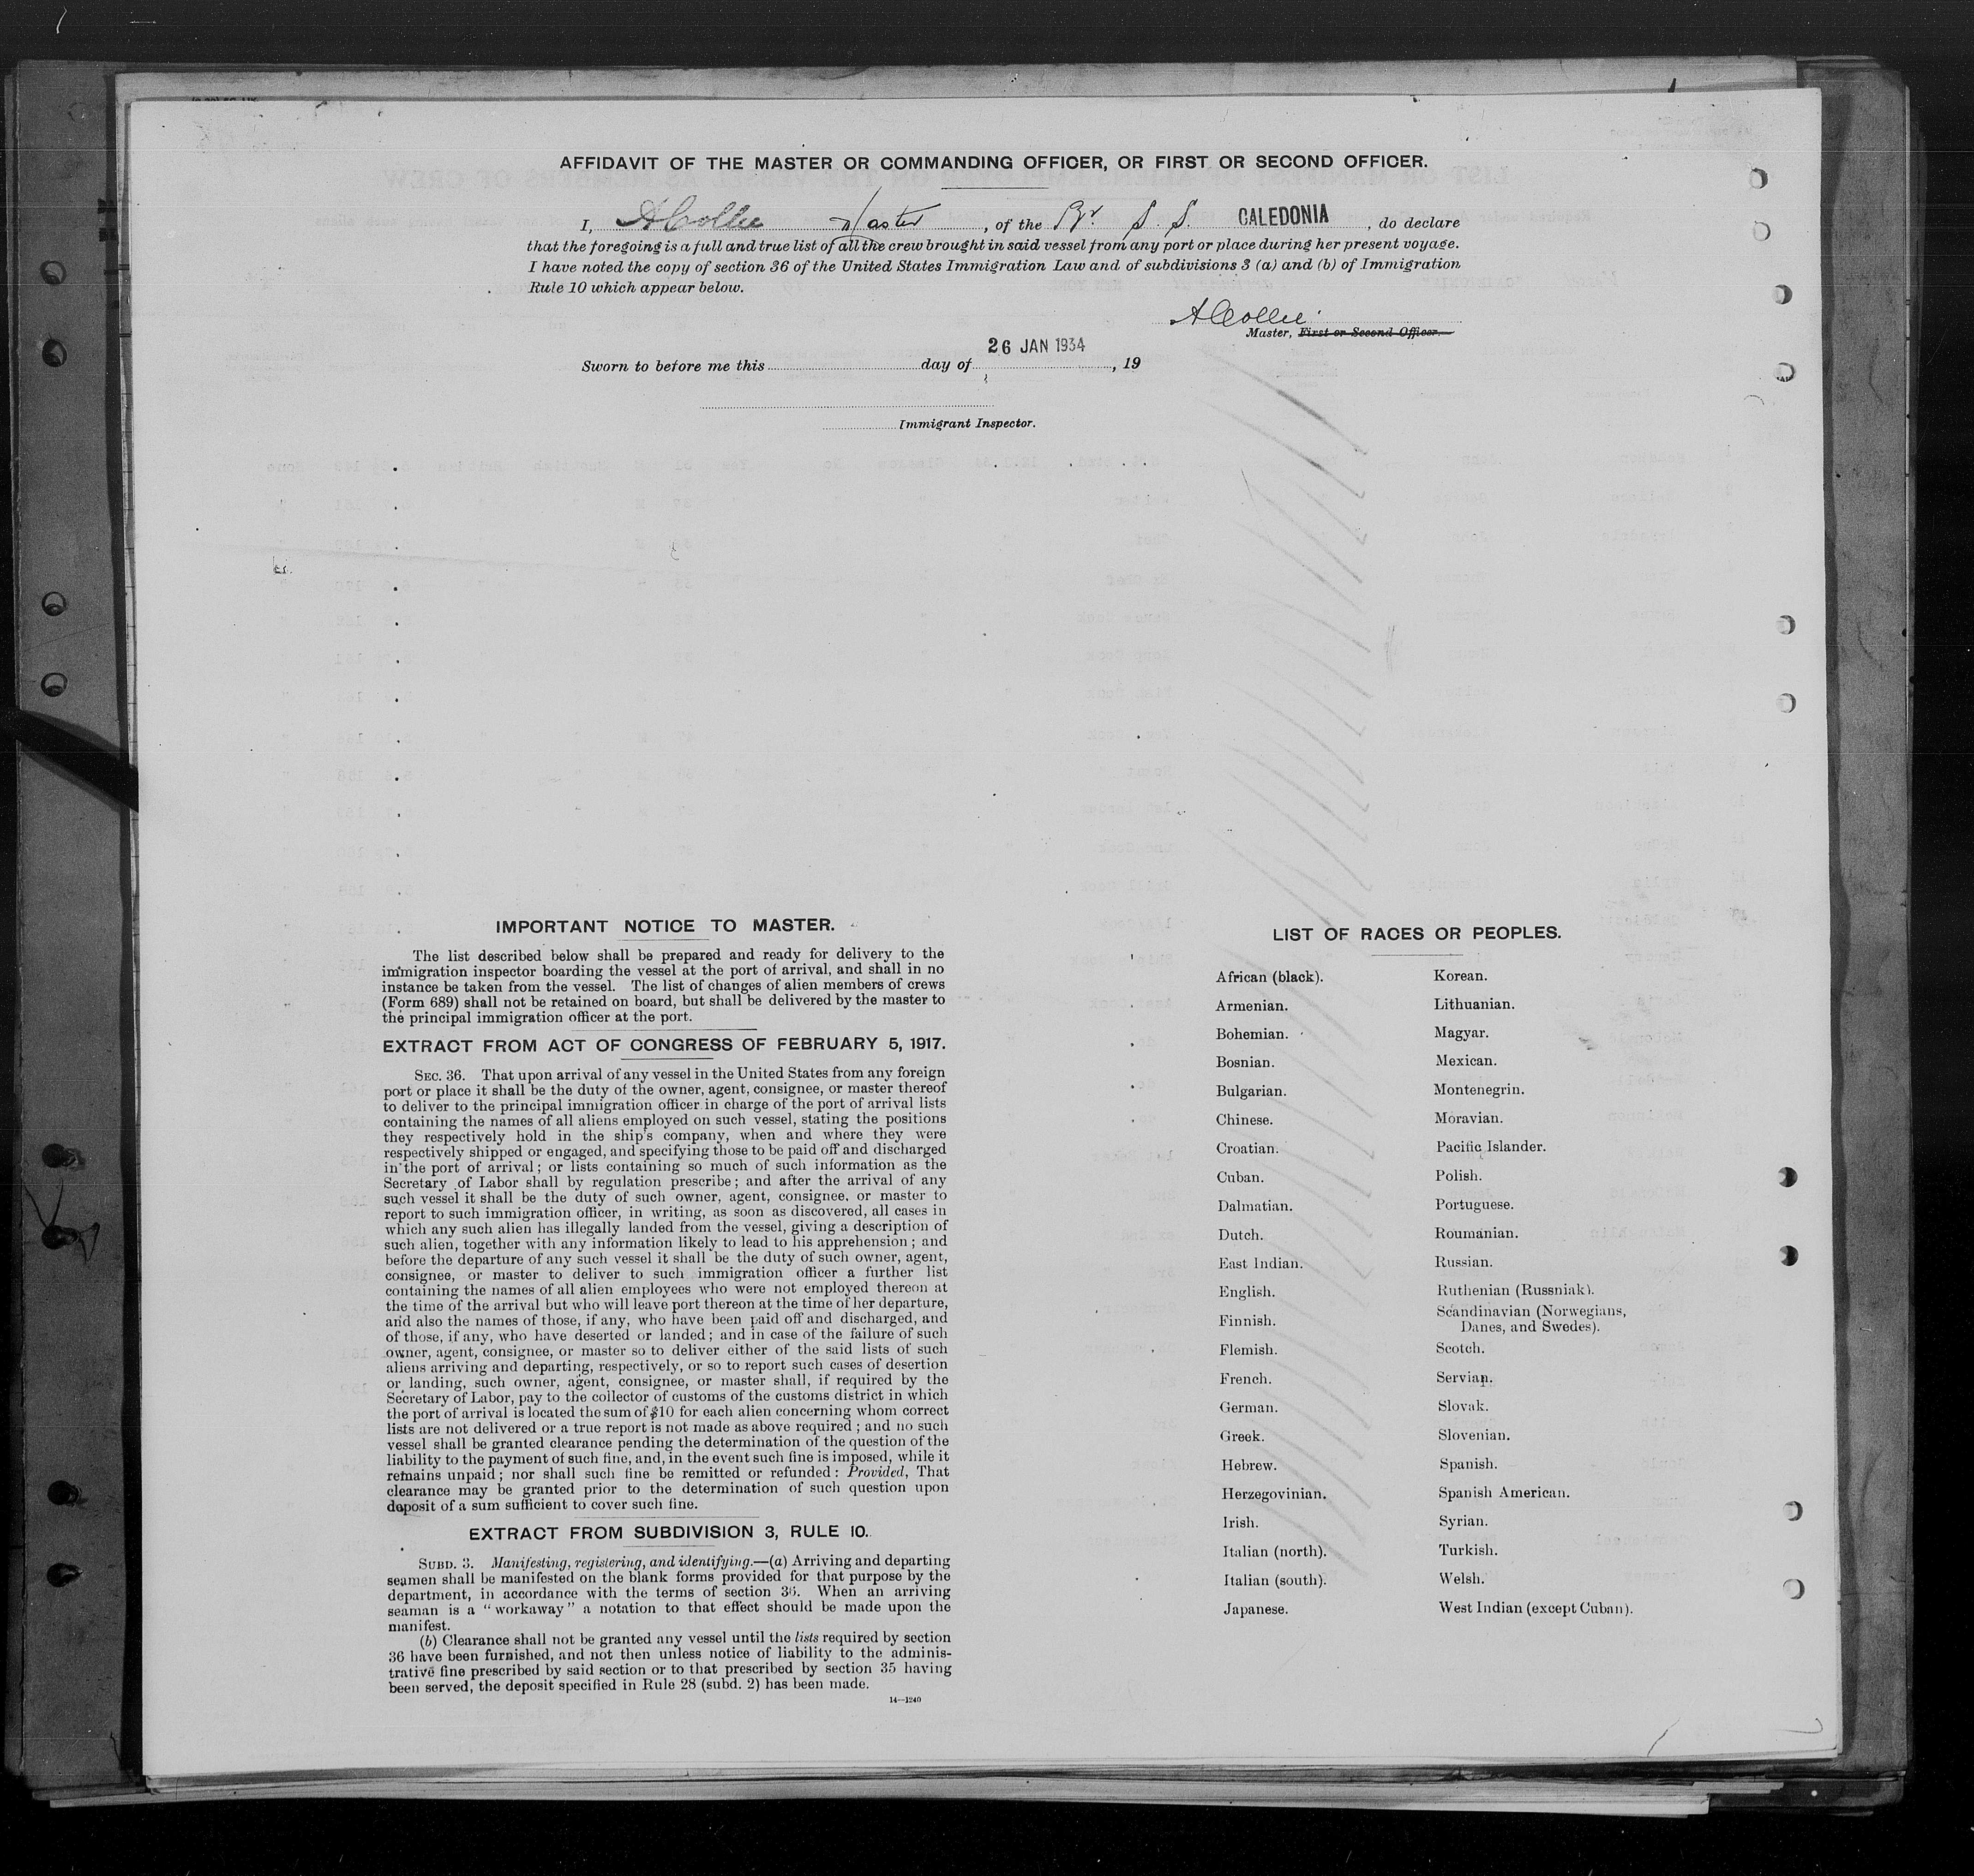 AFFIDAVIT OF THE MASTER OR COMMANDING OFFICER, OR FIRST OR SECOND OFFICER.
I, A Collie Master, of the Br. S. S. CALEDONIA, do declare
that the foregoing is a full and true list of all the crew brought in said vessel from any port or place during her present voyage.
I have noted the copy of section 36 of the United States Immigration Law and of subdivisions 3 (a) and (b) of Immigration
Rule 10 which appear below.
A Collie
Master, First or Second Officer.
26 JAN 1934
Sworn to before me this day of , 19
Immigrant Inspector.
IMPORTANT NOTICE TO MASTER.
The list described below shall be prepared and ready for delivery to the
immigration inspector boarding the vessel at the port of arrival, and shall in no
instance be taken from the vessel. The list of changes of alien members of crews
(Form 689) shall not be retained on board, but shall be delivered by the master to
the principal immigration officer at the port.
EXTRACT FROM ACT OF CONGRESS OF FEBRUARY 5, 1917.
SEC. 36. That upon arrival of any vessel in the United States from any foreign
port or place it shall be the duty of the owner, agent, consignee, or master thereof
to deliver to the principal immigration officer in charge of the port of arrival lists
containing the names of all aliens employed on such vessel, stating the positions
they respectively hold in the ship's company, when and where they were
respectively shipped or engaged, and specifying those to be paid off and discharged
in the port of arrival; or lists containing so much of such information as the
Secretary of Labor shall by regulation prescribe; and after the arrival of any
such vessel it shall be the duty of such owner, agent, consignee, or master to
report to such immigration officer, in writing, as soon as discovered, all cases in
which any such alien has illegally landed from the vessel, giving a description of
such alien, together with any information likely to lead to his apprehension; and
before the departure of any such vessel it shall be the duty of such owner, agent,
consignee, or master to deliver to such immigration officer a further list
containing the names of all alien employees who were not employed thereon at
the time of the arrival but who will leave port thereon at the time of her departure,
and also the names of those, if any, who have been paid off and discharged, and
of those, if any, who have deserted or landed; and in case of the failure of such
owner, agent, consignee, or master so to deliver either of the said lists of such
aliens arriving and departing, respectively, or so to report such cases of desertion
or landing, such owner, agent, consignee, or master shall, if required by the
Secretary of Labor, pay to the collector of customs of the customs district in which
the port of arrival is located the sum of $10 for each alien concerning whom correct
lists are not delivered or a true report is not made as above required; and no such
vessel shall be granted clearance pending the determination of the question of the
liability to the payment of such fine, and, in the event such fine is imposed, while it
remains unpaid; nor shall such fine be remitted or refunded: Provided, That
clearance may be granted prior to the determination of such question upon
deposit of a sum sufficient to cover such fine.
EXTRACT FROM SUBDIVISION 3, RULE 10.
SUBD. 3. Manifesting, registering, and identifying.—(a) Arriving and departing
seamen shall be manifested on the blank forms provided for that purpose by the
department, in accordance with the terms of section 36. When an arriving
seaman is a "workaway" a notation to that effect should be made upon the
manifest.
(b) Clearance shall not be granted any vessel until the lists required by section
36 have been furnished, and not then unless notice of liability to the adminis-
trative fine prescribed by said section or to that prescribed by section 35 having
been served, the deposit specified in Rule 28 (subd. 2) has been made.
14—1240
LIST OF RACES OR PEOPLES.
African (black).
Armenian.
Bohemian.
Bosnian.
Bulgarian.
Chinese.
Croatian.
Cuban.
Dalmatian.
Dutch.
East Indian.
English.
Finnish.
Flemish.
French.
German.
Greek.
Hebrew.
Herzegovinian.
Irish.
Italian (north).
Italian (south).
Japanese.
Korean.
Lithuanian.
Magyar.
Mexican.
Montenegrin.
Moravian.
Pacific Islander.
Polish.
Portuguese.
Roumanian.
Russian.
Ruthenian (Russniak).
Scandinavian (Norwegians,
Danes, and Swedes).
Scotch.
Servian.
Slovak.
Slovenian.
Spanish.
Spanish American.
Syrian.
Turkish.
Welsh.
West Indian (except Cuban).